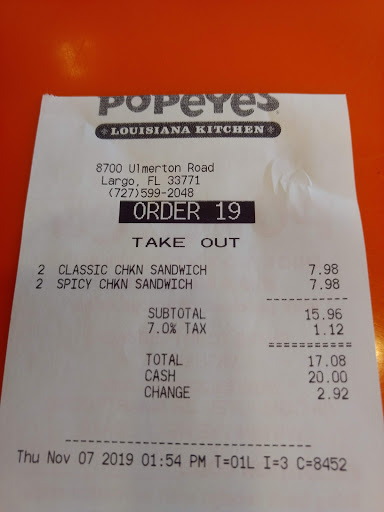 POPEYES
LOUISIANA KITCHEN
8700 Ulmerton Road
Largo, FL 33771
(727)599-2048
ORDER 19
TAKE OUT
2 CLASSIC CHKN SANDWICH 7.98
2 SPICY CHKN SANDWICH 7.98
SUBTOTAL 15.96
7.0% TAX 1.12
TOTAL 17.08
CASH 20.00
CHANGE 2.92
Thu Nov 07 2019 01:54 PM T=01L I=3 C=8452